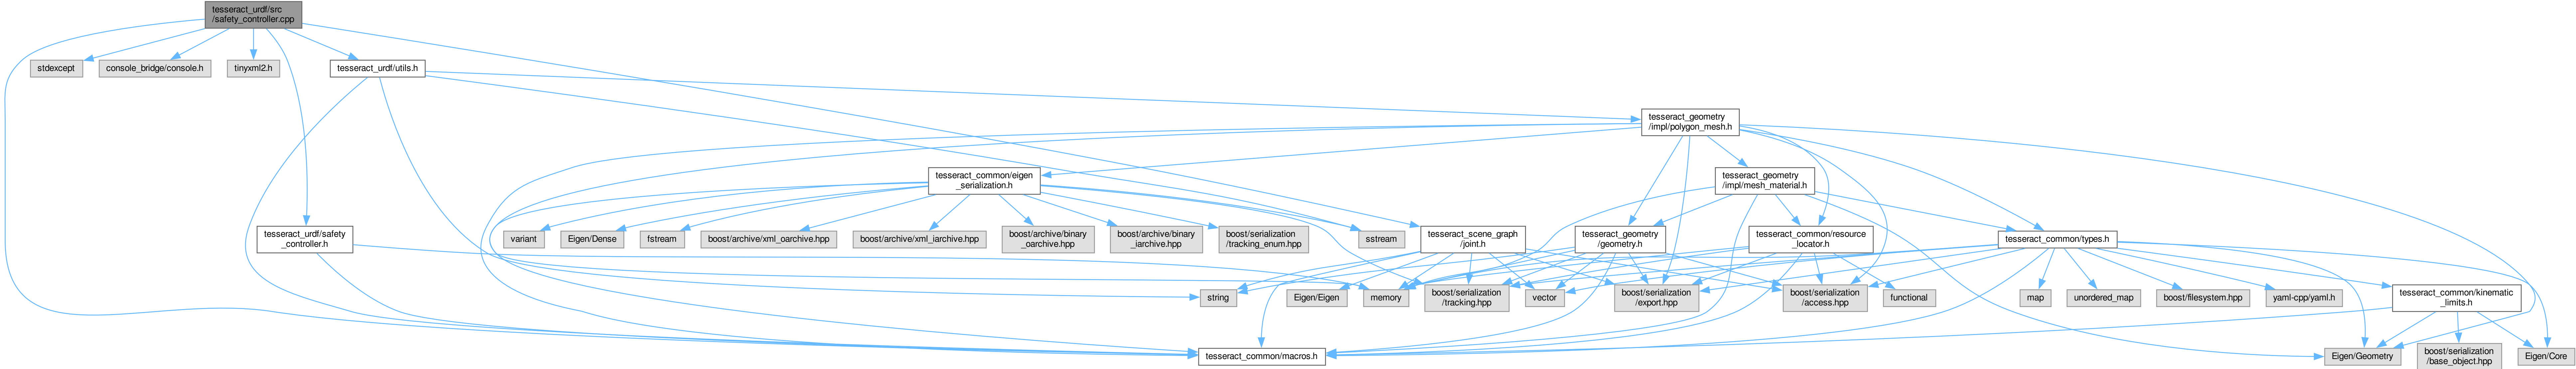 tesseract_urdf/src
/safety_controller.cpp
stdexcept
console_bridge/console.h
tinyxml2.h
tesseract_urdf/utils.h
tesseract_geometry
/impl/polygon_mesh.h
tesseract_common/eigen
_serialization.h
tesseract_geometry
/impl/mesh_material.h
tesseract_urdf/safety
_controller.h
variant
Eigen/Dense
fstream
boost/archive/xml_oarchive.hpp
boost/archive/xml_iarchive.hpp
boost/archive/binary
_oarchive.hpp
boost/archive/binary
_iarchive.hpp
boost/serialization
/tracking_enum.hpp
sstream
tesseract_scene_graph
/joint.h
tesseract_geometry
/geometry.h
tesseract_common/resource
_locator.h
tesseract_common/types.h
string
Eigen/Eigen
memory
boost/serialization
/tracking.hpp
vector
boost/serialization
/export.hpp
boost/serialization
/access.hpp
functional
map
unordered_map
boost/filesystem.hpp
yaml-cpp/yaml.h
tesseract_common/kinematic
_limits.h
tesseract_common/macros.h
Eigen/Geometry
boost/serialization
/base_object.hpp
Eigen/Core